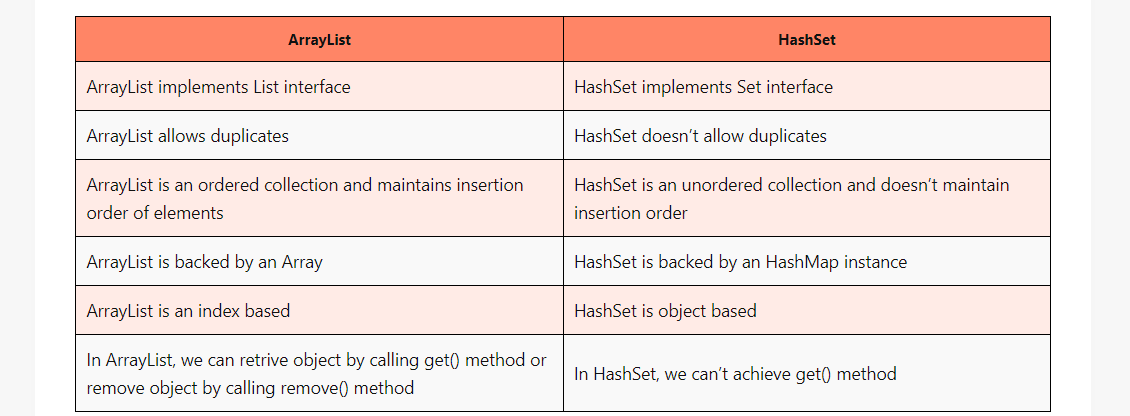 ArrayList
HashSet
ArrayList implements List interface
HashSet implements Set interface
ArrayList allows duplicates
HashSet doesn’t allow duplicates
ArrayList is an ordered collection and maintains insertion
order of elements
HashSet is an unordered collection and doesn’t maintain
insertion order
ArrayList is backed by an Array
HashSet is backed by an HashMap instance
ArrayList is an index based
HashSet is object based
In ArrayList, we can retrive object by calling get() method or
remove object by calling remove() method
In HashSet, we can’t achieve get() method